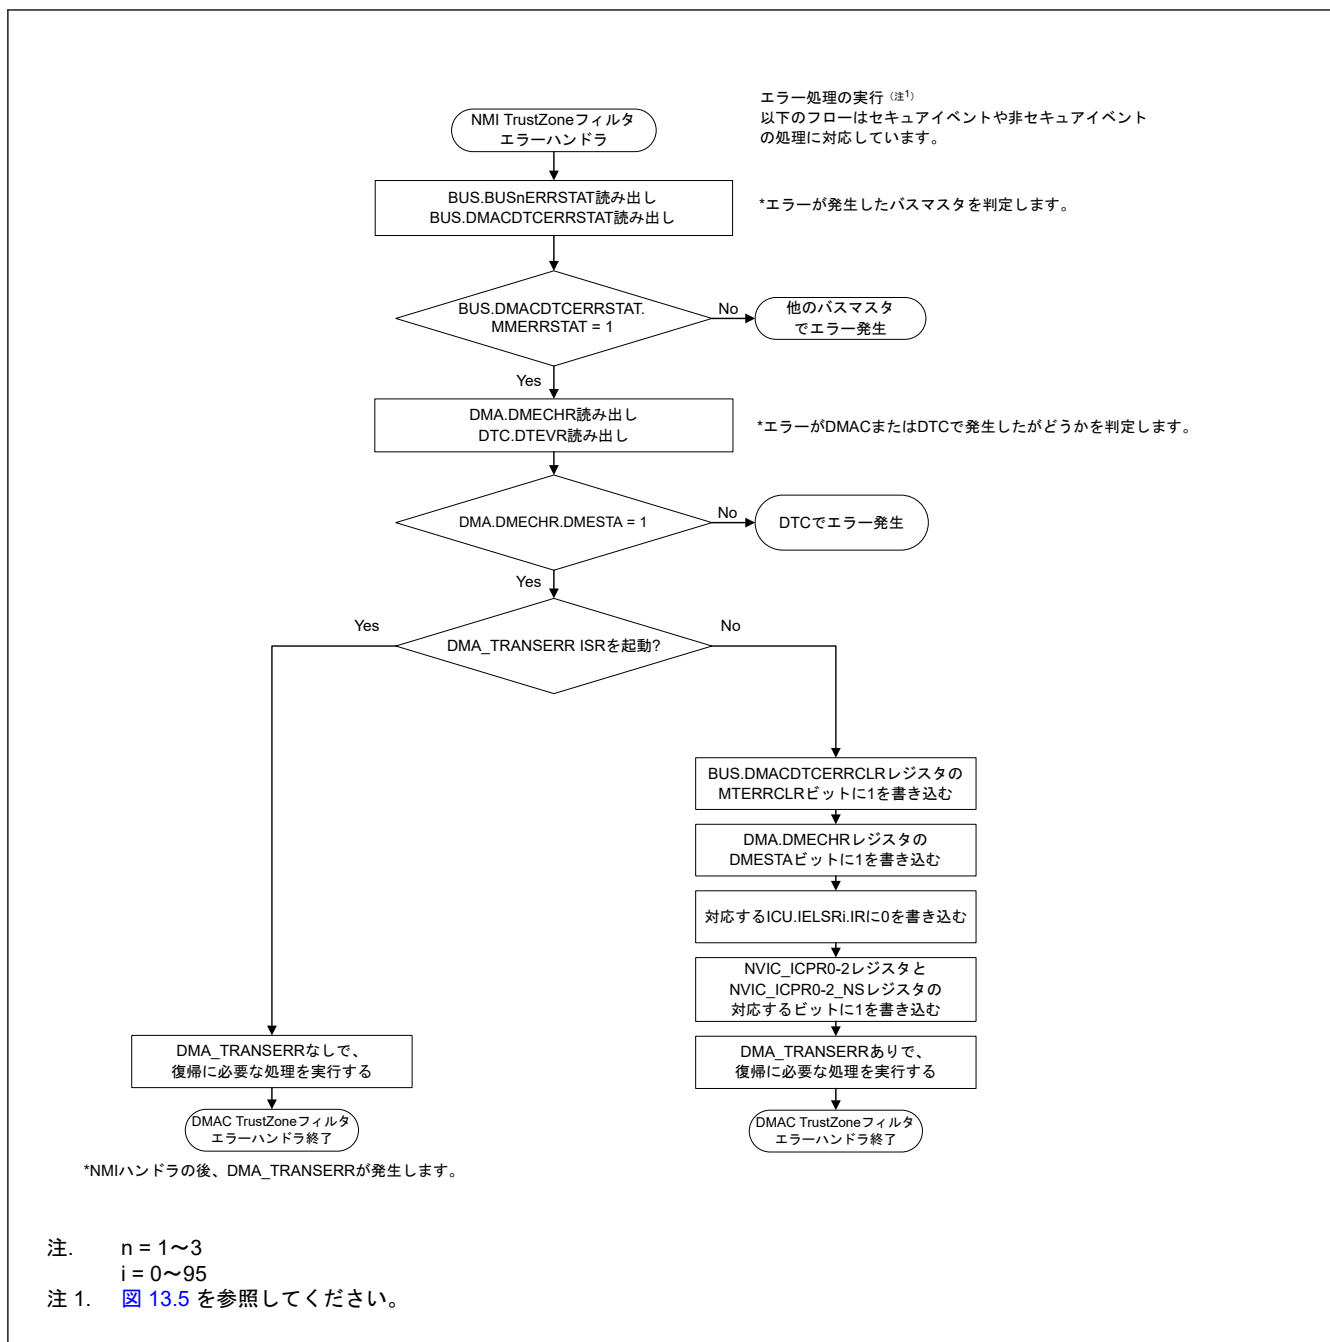 エラー処理の実行（注1）
以下のフローはセキュアイベントや非セキュアイベント
の処理に対応しています。
NMI TrustZoneフィルタ
エラーハンドラ
BUS.BUSnERRSTAT読み出し
BUS.DMACDTCERRSTAT読み出し
*エラーが発生したバスマスタを判定します。
BUS.DMACDTCERRSTAT.
MMERRSTAT = 1
No
他のバスマスタ
でエラー発生
Yes
DMA.DMECHR読み出し
DTC.DTEVR読み出し
*エラーがDMACまたはDTCで発生したがどうかを判定します。
DMA.DMECHR.DMESTA = 1
No
DTCでエラー発生
Yes
Yes
DMA_TRANSERR ISRを起動?
No
BUS.DMACDTCERRCLRレジスタの
MTERRCLRビットに1を書き込む
DMA.DMECHRレジスタの
DMESTAビットに1を書き込む
対応するICU.IELSRi.IRに0を書き込む
NVIC_ICPR0-2レジスタと
NVIC_ICPR0-2_NSレジスタの
対応するビットに1を書き込む
DMA_TRANSERRなしで、
復帰に必要な処理を実行する
DMA_TRANSERRありで、
復帰に必要な処理を実行する
DMAC TrustZoneフィルタ
エラーハンドラ終了
DMAC TrustZoneフィルタ
エラーハンドラ終了
*NMIハンドラの後、DMA_TRANSERRが発生します。
注. n = 1～3
i = 0～95
注 1. 図 13.5 を参照してください。